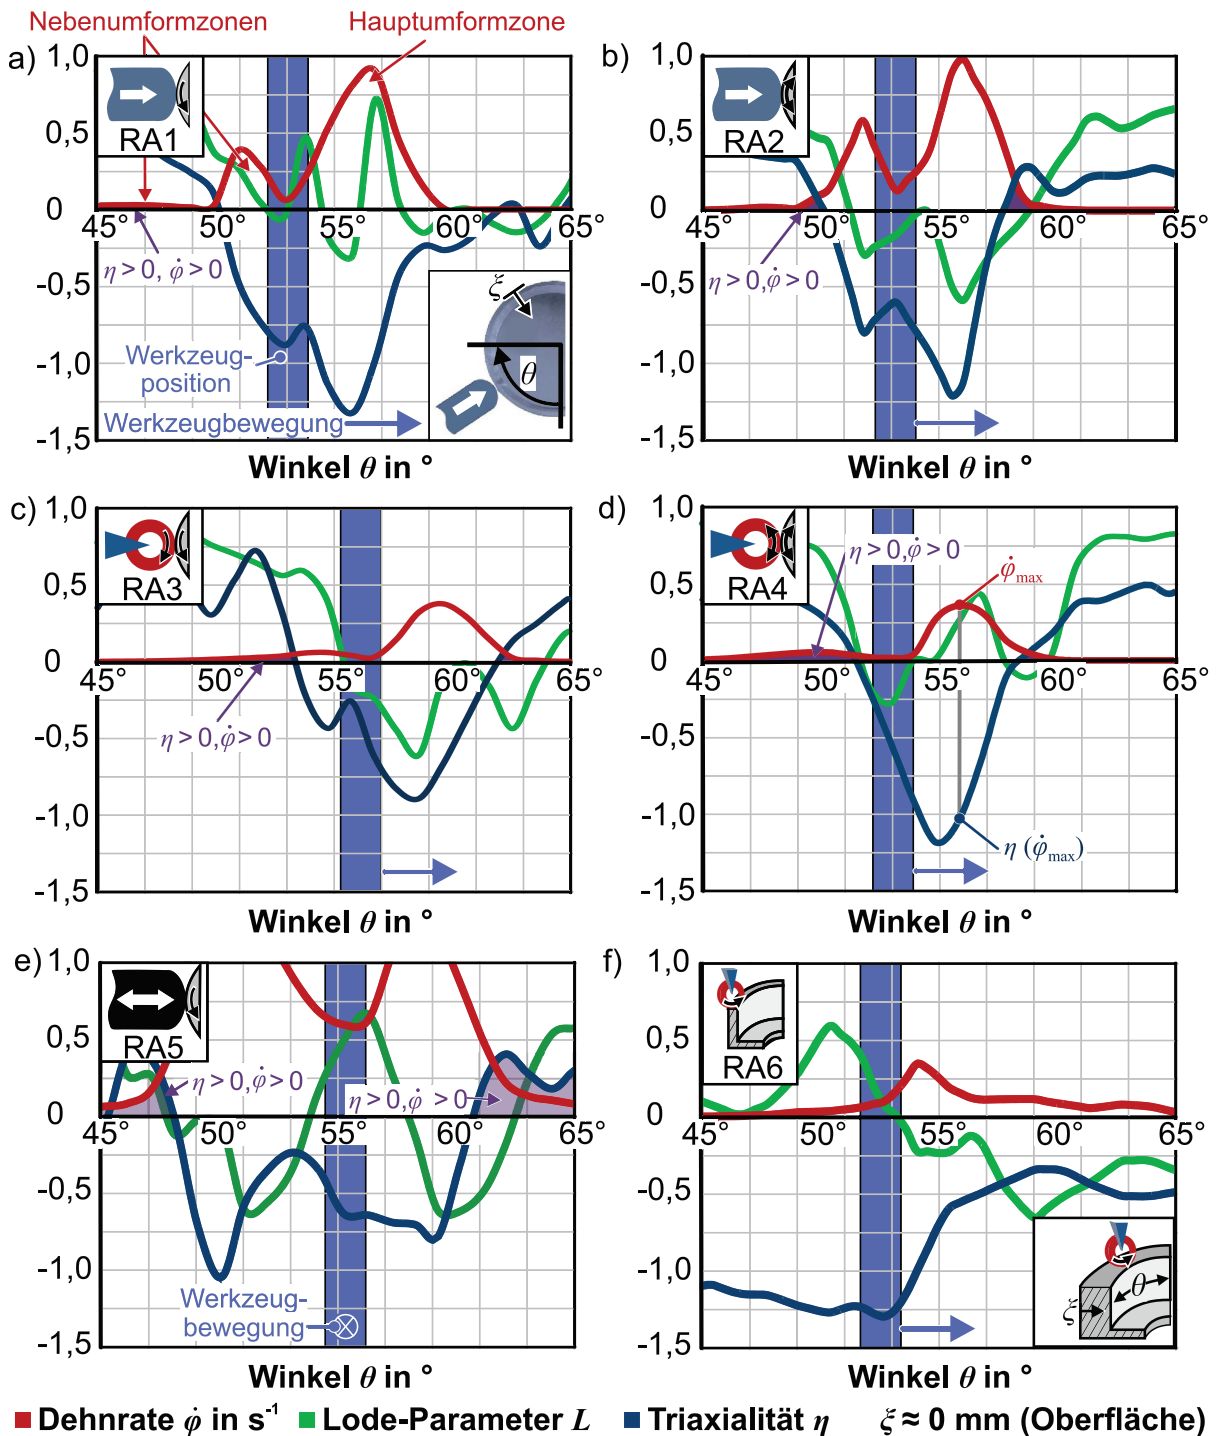 Nebenumformzonen
Hauptumformzone
a)
1,0
0,5
0
-0,5
-1,0
-1,5
RA1
45° 50° 55° 60° 65°
η > 0, φ̇ > 0
ξ
θ
Werkzeug-
position
Werkzeugbewegung
Winkel θ in °
b)
1,0
0,5
0
-0,5
-1,0
-1,5
RA2
45° 50° 55° 60° 65°
η > 0, φ̇ > 0
Winkel θ in °
c)
1,0
0,5
0
-0,5
-1,0
-1,5
RA3
45° 50° 55° 60° 65°
η > 0, φ̇ > 0
Winkel θ in °
d)
1,0
0,5
0
-0,5
-1,0
-1,5
RA4
η > 0, φ̇ > 0
φ̇max
45° 50° 55° 60° 65°
η (φ̇max)
Winkel θ in °
e)
1,0
0,5
0
-0,5
-1,0
-1,5
RA5
η > 0, φ̇ > 0
η > 0, φ̇ > 0
45° 50° 55° 60° 65°
Werkzeug-
bewegung
Winkel θ in °
f)
1,0
0,5
0
-0,5
-1,0
-1,5
RA6
45° 50° 55° 60° 65°
θ
ξ
Winkel θ in °
Dehnrate φ̇ in s⁻¹ Lode-Parameter L Triaxialität η ξ ≈ 0 mm (Oberfläche)